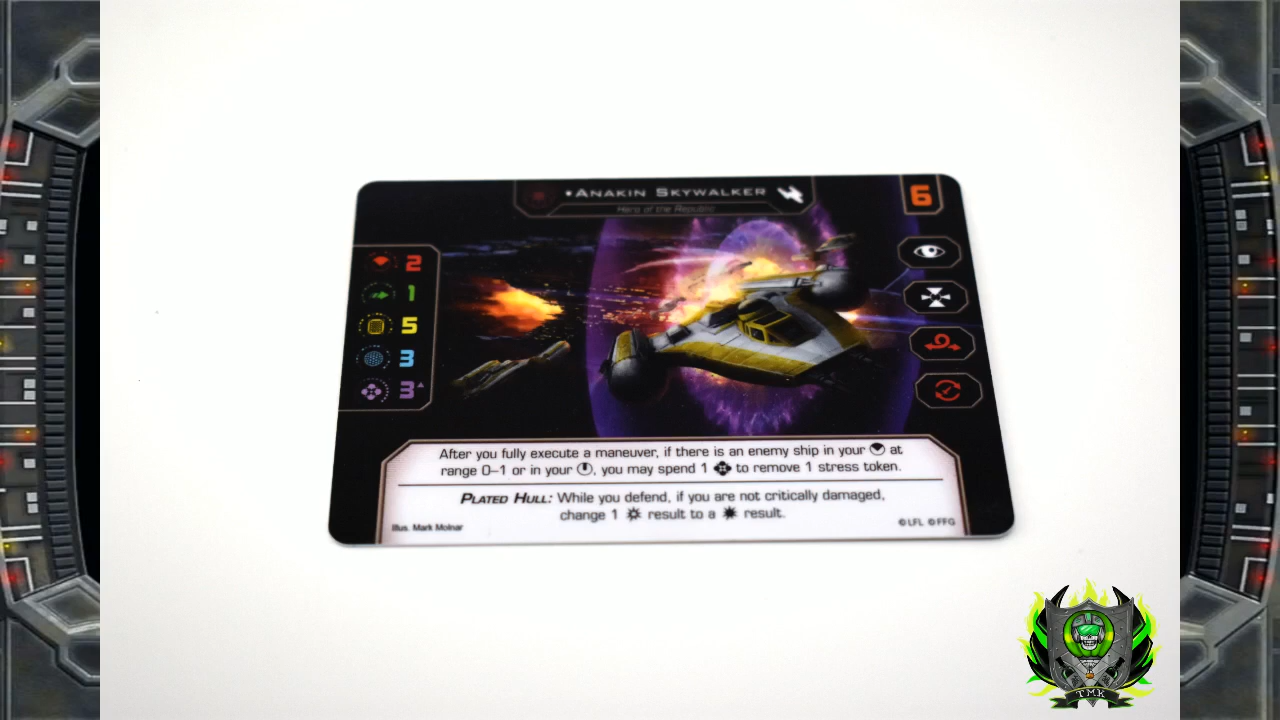 •Anakin Skywalker
Hero of the Republic
6
2
1
5
3
3
After you fully execute a maneuver, if there is an enemy ship in your at
range 0–1 or in your , you may spend 1 to remove 1 stress token.
Plated Hull: While you defend, if you are not critically damaged,
change 1 result to a result.
Illus. Mark Molnar
© LFL © FFG
TMK